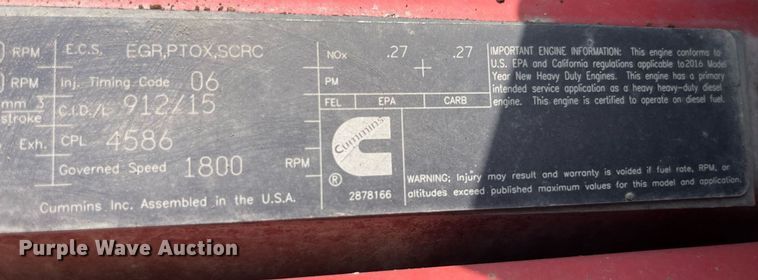 RPM E.C.S. EGR,PTOX,SCRC
RPM Inj. Timing Code 06
mm 3 stroke C.I.D./L 912/15
Exh. CPL 4586
Governed Speed 1800 RPM
Cummins Inc. Assembled in the U.S.A.
NOx .27 + .27
PM
FEL EPA CARB
Cummins
®
2878166
IMPORTANT ENGINE INFORMATION: This engine conforms to
U.S. EPA and California regulations applicable to 2016 Model
Year New Heavy Duty Engines. This engine has a primary
intended service application as a heavy heavy-duty diesel
engine. This engine is certified to operate on diesel fuel.
WARNING: Injury may result and warranty is voided if fuel rate, RPM, or
altitudes exceed published maximum values for this model and application.
Purple Wave Auction